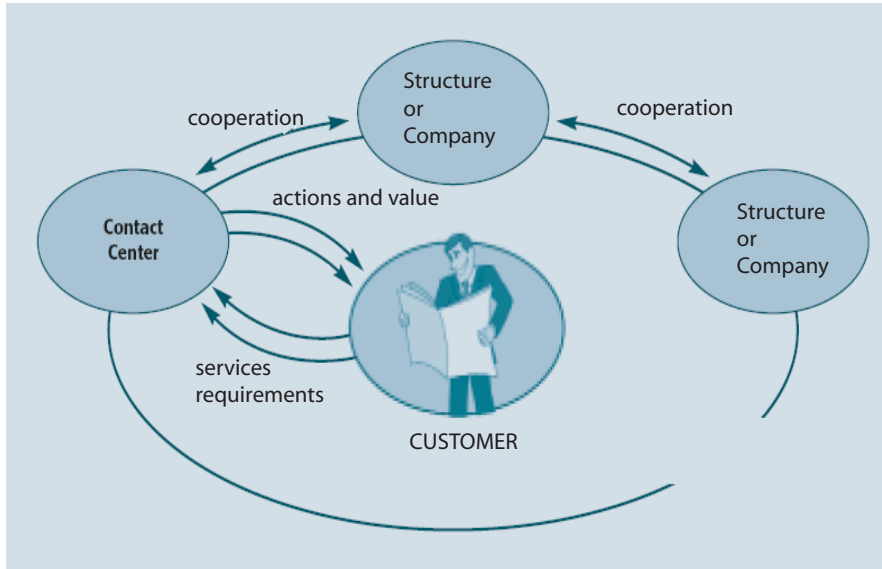 Structure
or
Company
cooperation
cooperation
actions and value
Contact
Center
Structure
or
Company
services
requirements
CUSTOMER